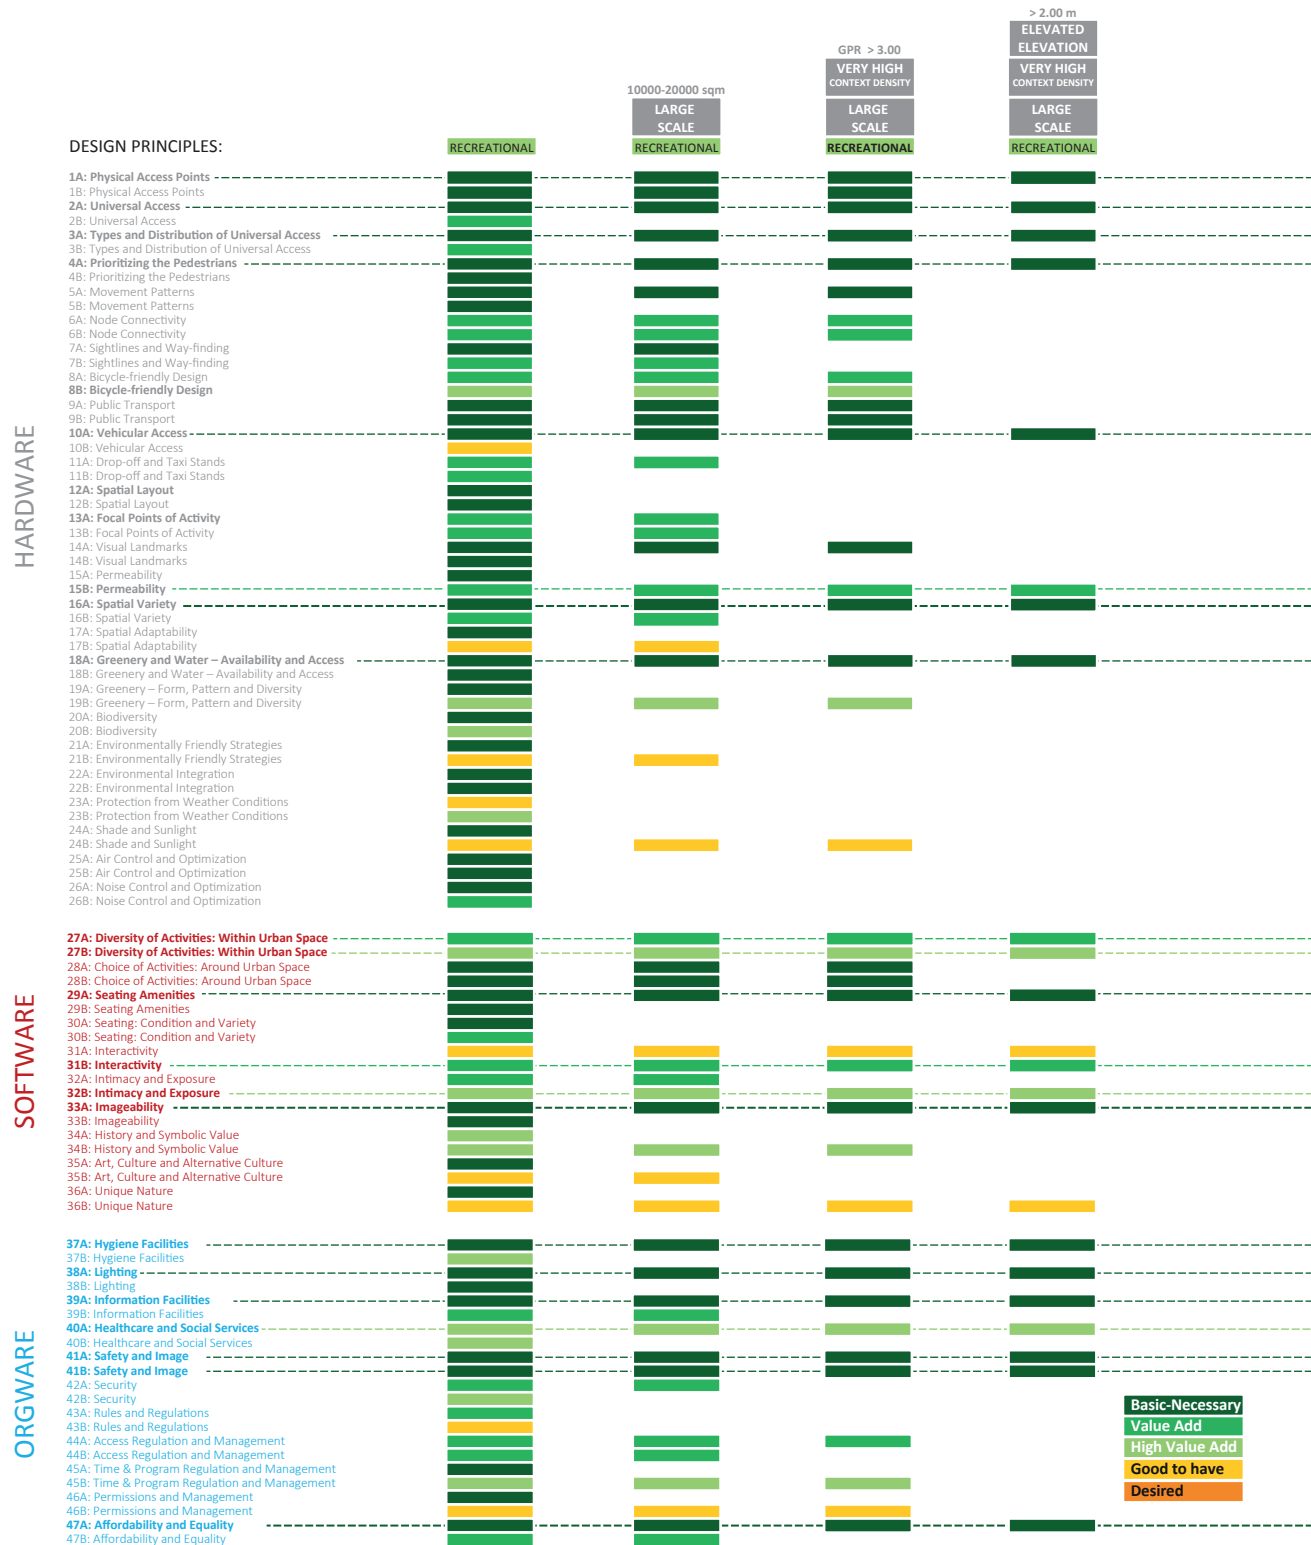 > 2.00 m
ELEVATED
ELEVATION
GPR > 3.00
VERY HIGH
CONTEXT DENSITY
VERY HIGH
CONTEXT DENSITY
10000-20000 sqm
LARGE
SCALE
LARGE
SCALE
LARGE
SCALE
DESIGN PRINCIPLES:
RECREATIONAL
RECREATIONAL
RECREATIONAL
RECREATIONAL
HARDWARE
1A: Physical Access Points
1B: Physical Access Points
2A: Universal Access
2B: Universal Access
3A: Types and Distribution of Universal Access
3B: Types and Distribution of Universal Access
4A: Prioritizing the Pedestrians
4B: Prioritizing the Pedestrians
5A: Movement Patterns
5B: Movement Patterns
6A: Node Connectivity
6B: Node Connectivity
7A: Sightlines and Way-finding
7B: Sightlines and Way-finding
8A: Bicycle-friendly Design
8B: Bicycle-friendly Design
9A: Public Transport
9B: Public Transport
10A: Vehicular Access
10B: Vehicular Access
11A: Drop-off and Taxi Stands
11B: Drop-off and Taxi Stands
12A: Spatial Layout
12B: Spatial Layout
13A: Focal Points of Activity
13B: Focal Points of Activity
14A: Visual Landmarks
14B: Visual Landmarks
15A: Permeability
15B: Permeability
16A: Spatial Variety
16B: Spatial Variety
17A: Spatial Adaptability
17B: Spatial Adaptability
18A: Greenery and Water – Availability and Access
18B: Greenery and Water – Availability and Access
19A: Greenery – Form, Pattern and Diversity
19B: Greenery – Form, Pattern and Diversity
20A: Biodiversity
20B: Biodiversity
21A: Environmentally Friendly Strategies
21B: Environmentally Friendly Strategies
22A: Environmental Integration
22B: Environmental Integration
23A: Protection from Weather Conditions
23B: Protection from Weather Conditions
24A: Shade and Sunlight
24B: Shade and Sunlight
25A: Air Control and Optimization
25B: Air Control and Optimization
26A: Noise Control and Optimization
26B: Noise Control and Optimization
SOFTWARE
27A: Diversity of Activities: Within Urban Space
27B: Diversity of Activities: Within Urban Space
28A: Choice of Activities: Around Urban Space
28B: Choice of Activities: Around Urban Space
29A: Seating Amenities
29B: Seating Amenities
30A: Seating: Condition and Variety
30B: Seating: Condition and Variety
31A: Interactivity
31B: Interactivity
32A: Intimacy and Exposure
32B: Intimacy and Exposure
33A: Imageability
33B: Imageability
34A: History and Symbolic Value
34B: History and Symbolic Value
35A: Art, Culture and Alternative Culture
35B: Art, Culture and Alternative Culture
36A: Unique Nature
36B: Unique Nature
ORGWARE
37A: Hygiene Facilities
37B: Hygiene Facilities
38A: Lighting
38B: Lighting
39A: Information Facilities
39B: Information Facilities
40A: Healthcare and Social Services
40B: Healthcare and Social Services
41A: Safety and Image
41B: Safety and Image
42A: Security
42B: Security
43A: Rules and Regulations
43B: Rules and Regulations
44A: Access Regulation and Management
44B: Access Regulation and Management
45A: Time & Program Regulation and Management
45B: Time & Program Regulation and Management
46A: Permissions and Management
46B: Permissions and Management
47A: Affordability and Equality
47B: Affordability and Equality
Basic-Necessary
Value Add
High Value Add
Good to have
Desired